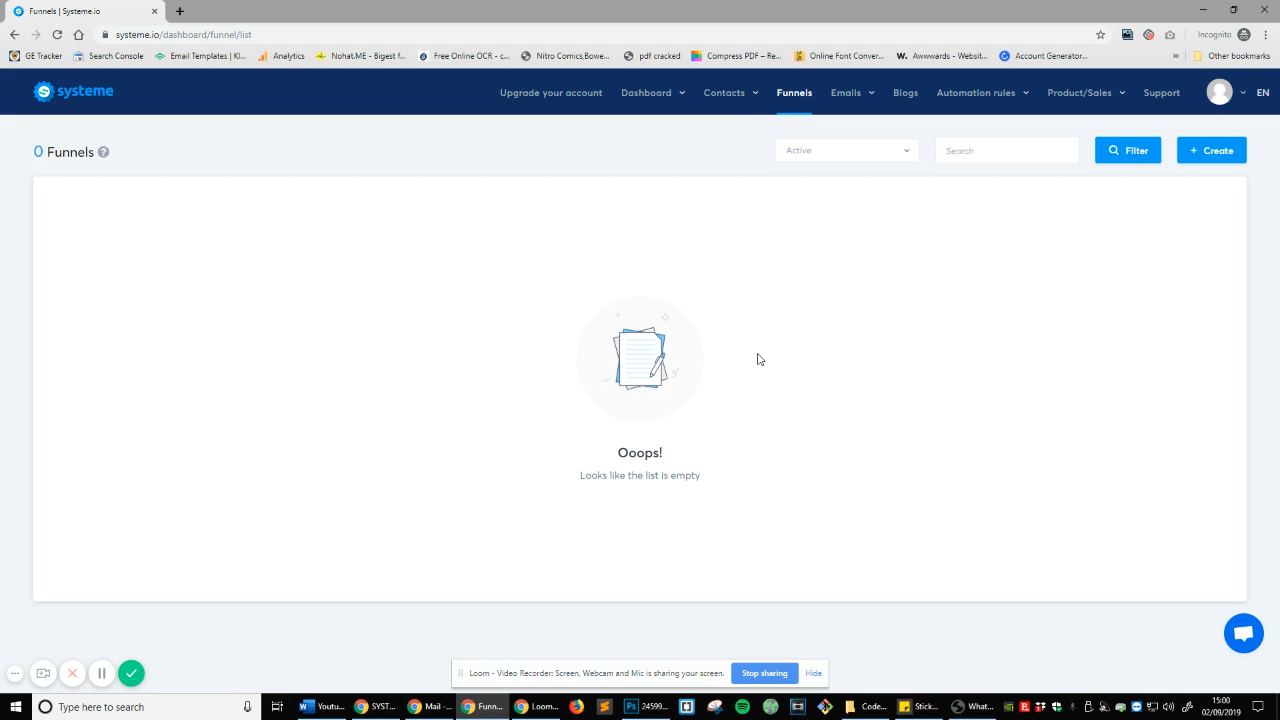 Funnels | Systeme.io
systeme.io/dashboard/funnel/list
Incognito
GE Tracker
Search Console
Email Templates | Kl...
Analytics
Nohat.ME - Bigest f...
Free Online OCR - c...
Nitro Comics,Bowe...
pdf cracked
Compress PDF – Re...
Online Font Conver...
Awwwards - Websit...
Account Generator...
»
Other bookmarks
systeme
Upgrade your account
Dashboard
Contacts
Funnels
Emails
Blogs
Automation rules
Product/Sales
Support
EN
0 Funnels ?
Active
Search
Filter
+ Create
Ooops!
Looks like the list is empty
Loom - Video Recorder: Screen, Webcam and Mic is sharing your screen.
Stop sharing
Hide
Type here to search
Youtu...
SYST...
Mail -...
Funn...
Loom...
24599...
Code...
Stick...
What...
15:00
02/09/2019